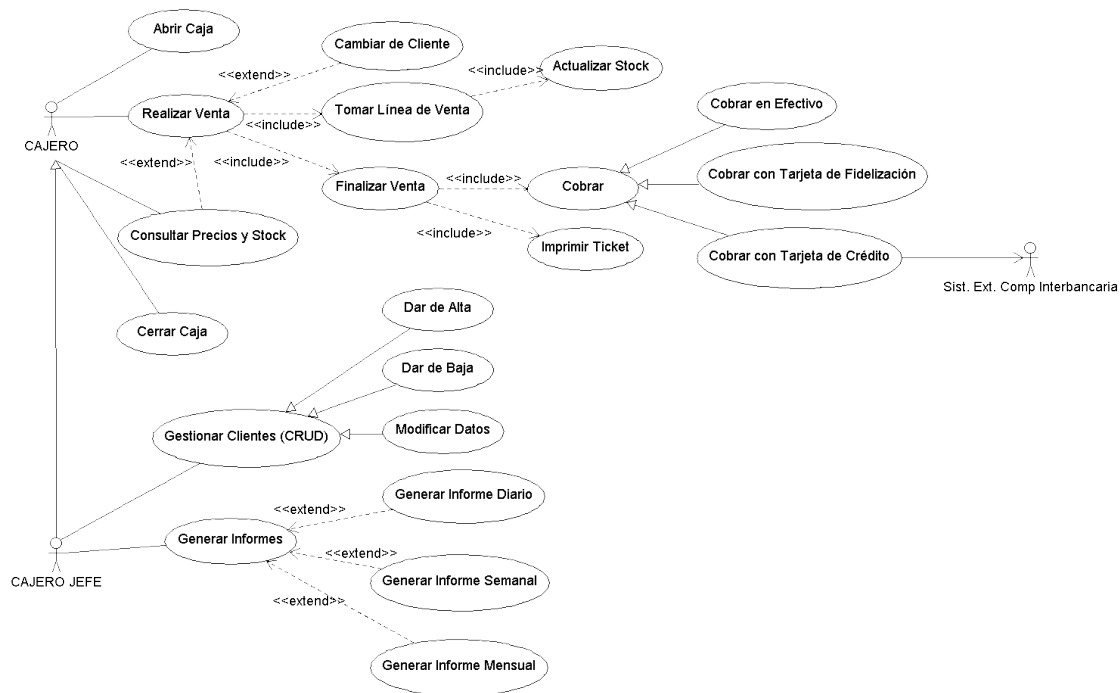 Abrir Caja
Cambiar de Cliente
<<extend>>
<<include>>
Actualizar Stock
Realizar Venta
Tomar Línea de Venta
<<include>>
Cobrar en Efectivo
CAJERO
<<extend>>
<<include>>
Finalizar Venta
<<include>>
Cobrar
Cobrar con Tarjeta de Fidelización
Consultar Precios y Stock
<<include>>
Imprimir Ticket
Cobrar con Tarjeta de Crédito
Sist. Ext. Comp Interbancaria
Cerrar Caja
Dar de Alta
Dar de Baja
Gestionar Clientes (CRUD)
Modificar Datos
Generar Informe Diario
<<extend>>
Generar Informes
<<extend>>
CAJERO JEFE
Generar Informe Semanal
<<extend>>
Generar Informe Mensual